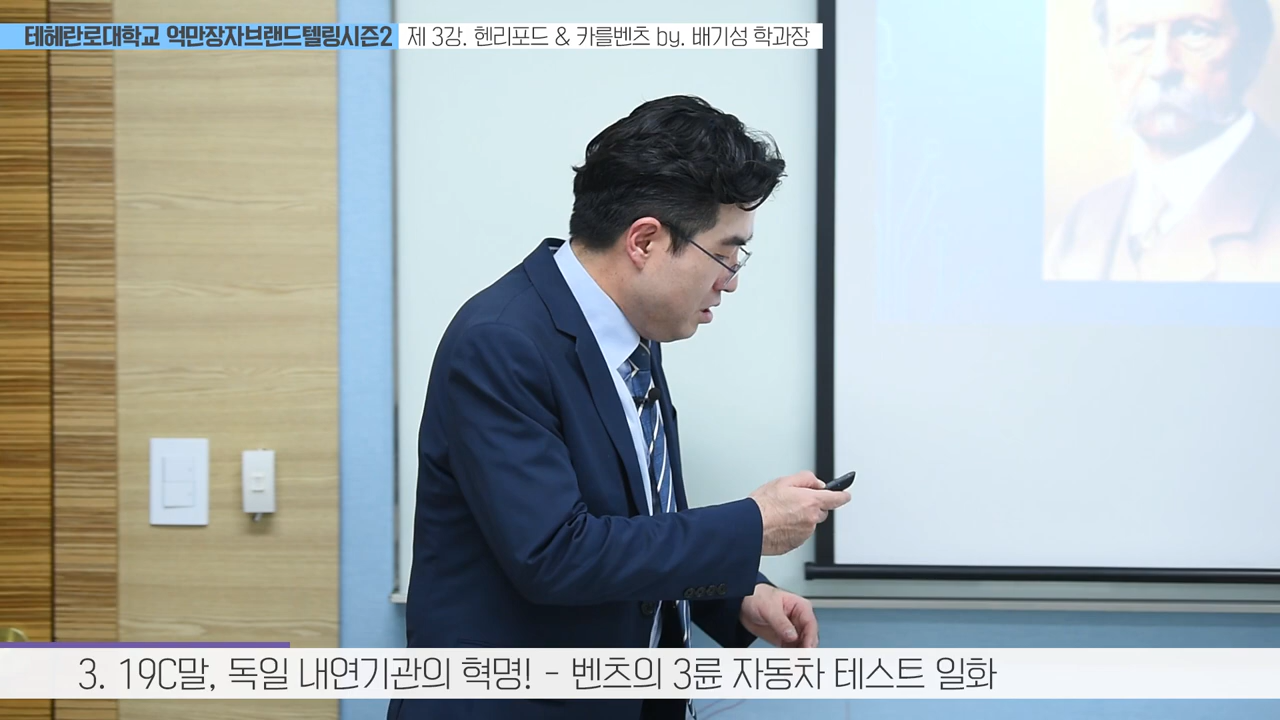 테헤란로대학교 억만장자브랜드텔링시즌2 제 3강. 헨리포드 & 카를벤츠 by. 배기성 학과장
3. 19C말, 독일 내연기관의 혁명! - 벤츠의 3륜 자동차 테스트 일화